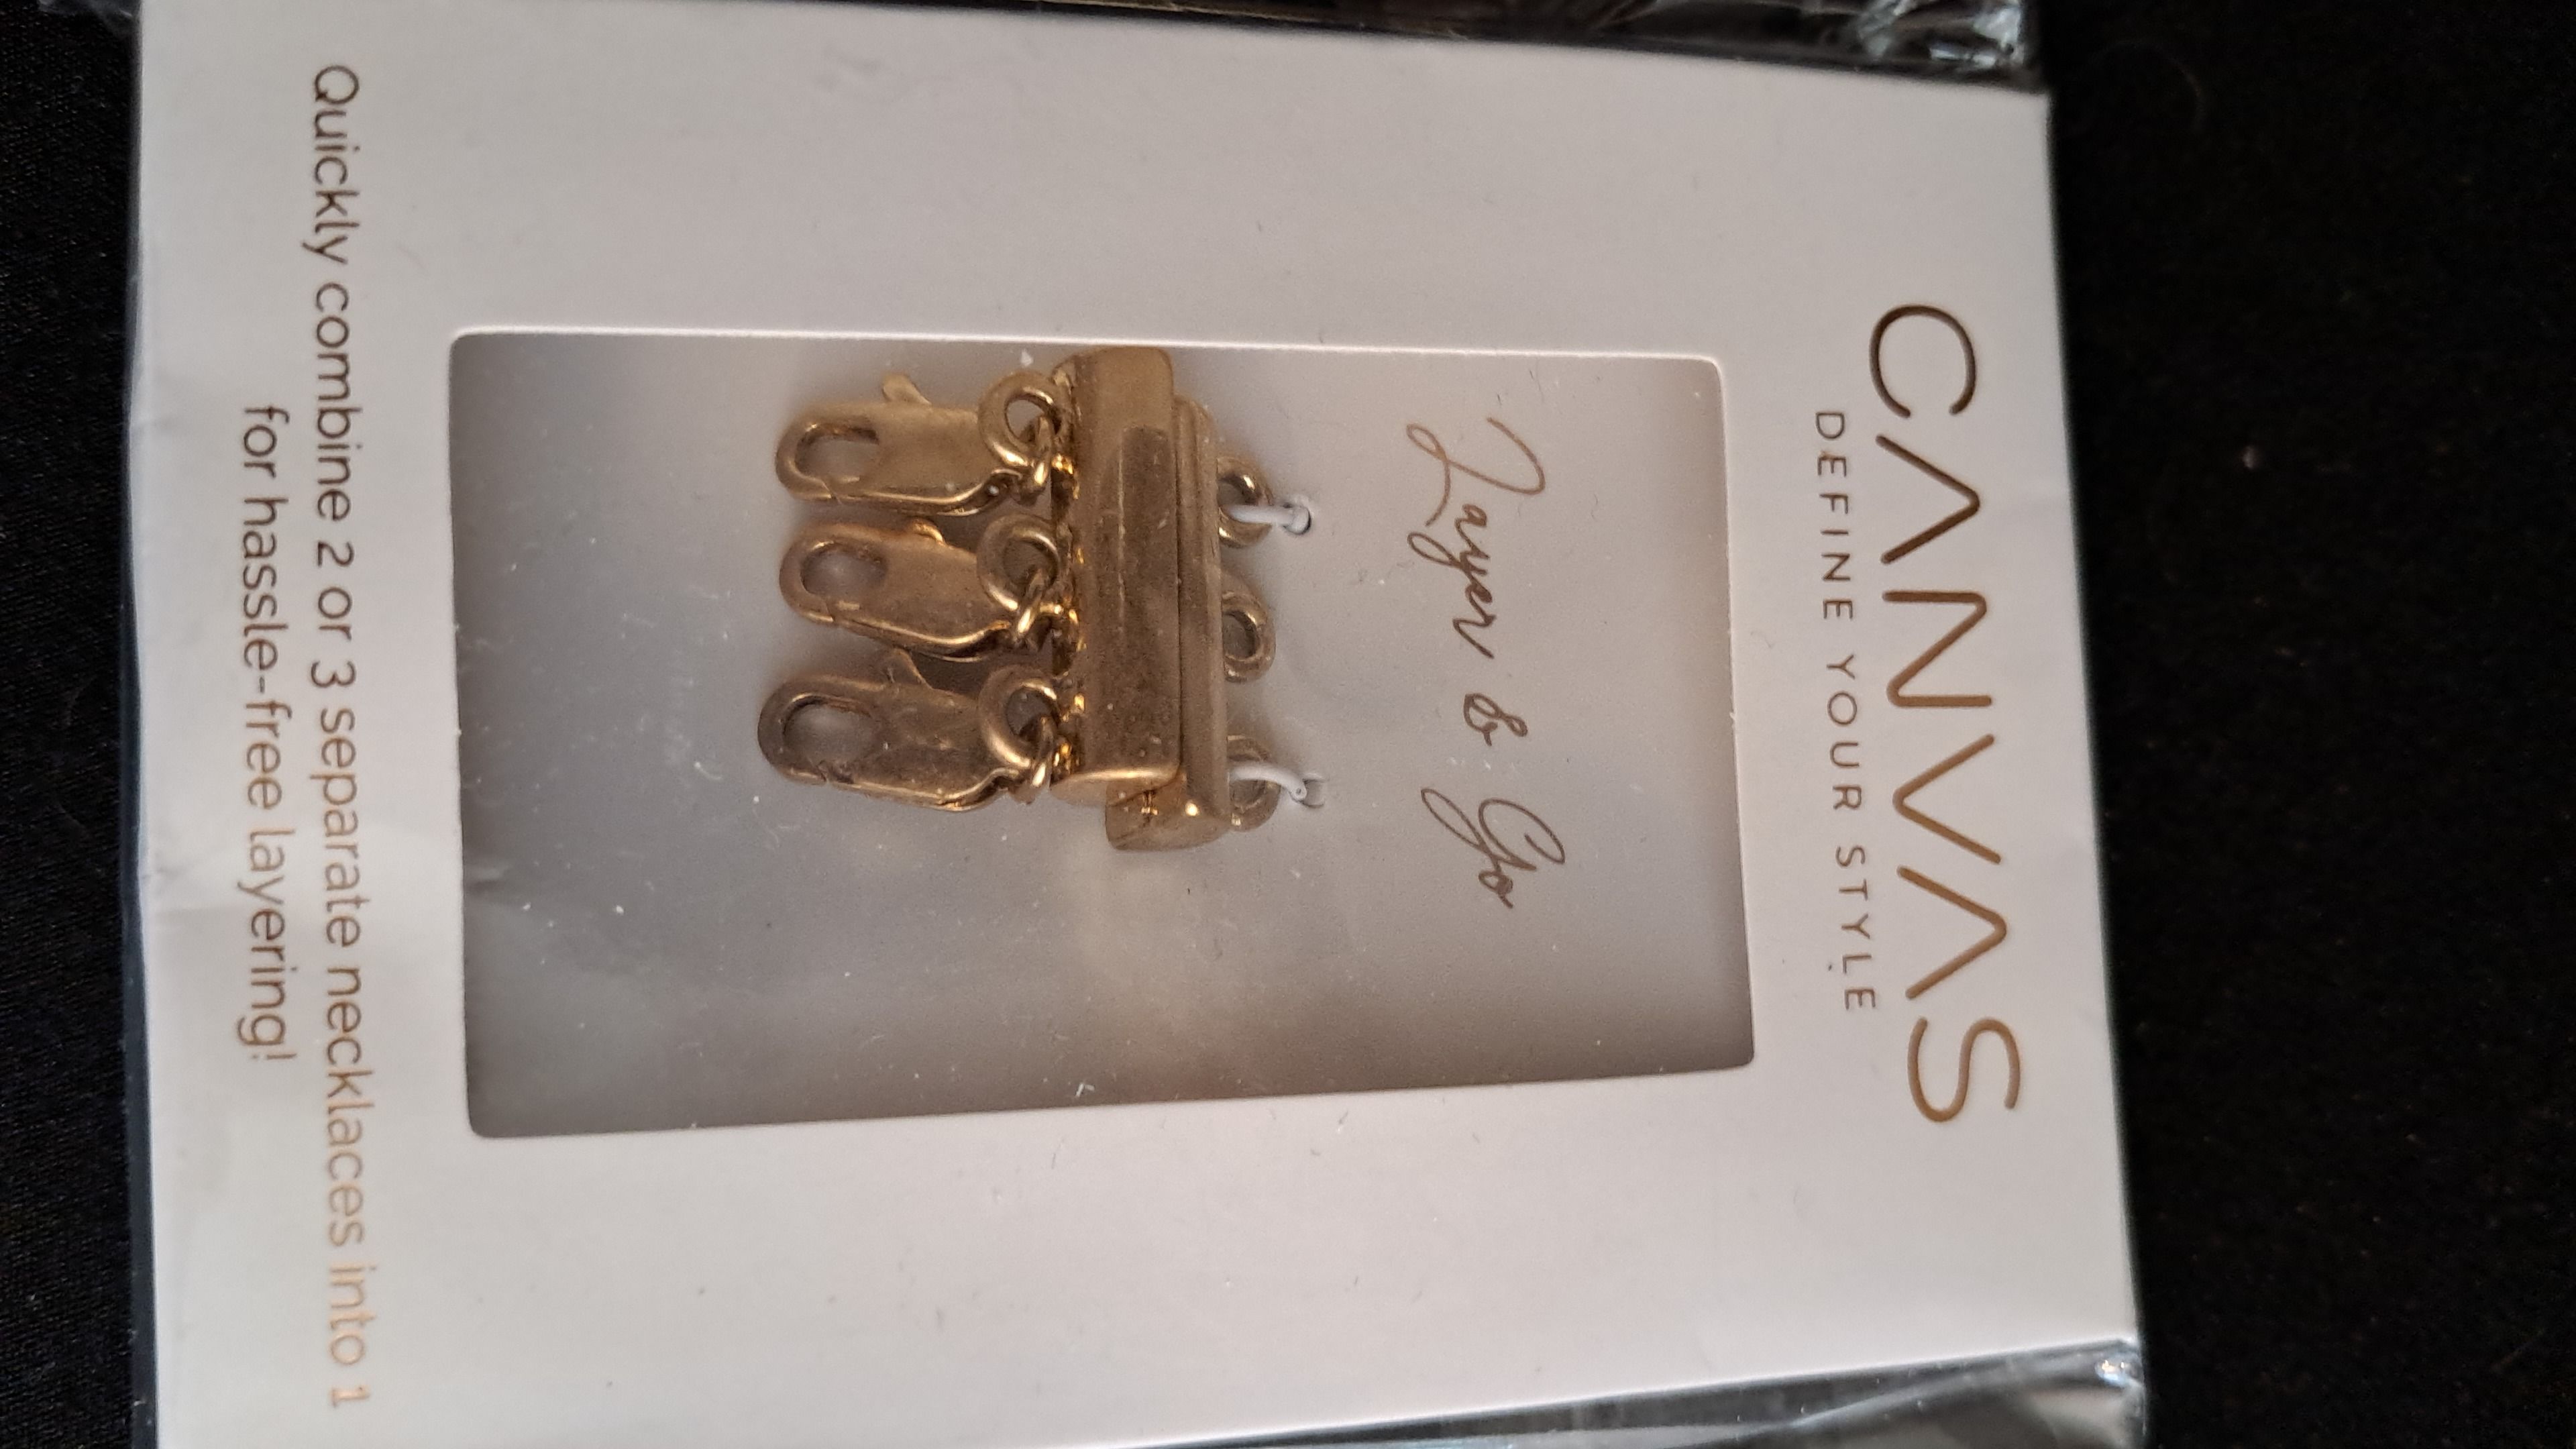 CANVAS
DEFINE YOUR STYLE
Layer & Go
Quickly combine 2 or 3 separate necklaces into 1
for hassle-free layering!